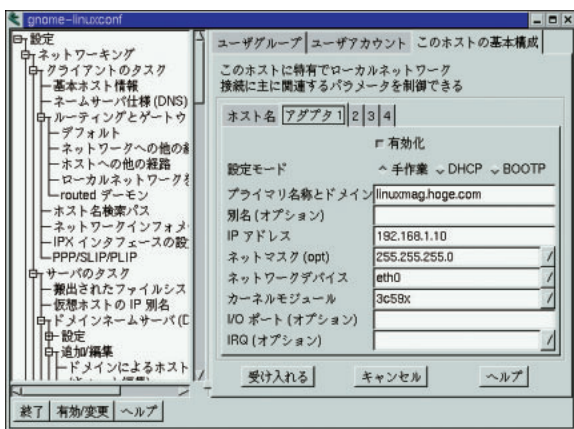 gnome-linuxconf
設定
ネットワーキング
クライアントのタスク
基本ホスト情報
ネームサーバ仕様 (DNS)
ルーティングとゲートウ
デフォルト
ネットワークへの他の
ホストへの他の経路
ローカルネットワークを
routed デーモン
ホスト名検索パス
ネットワークインフォメ
IPX インタフェースの設
PPP/SLIP/PLIP
サーバのタスク
搬出されたファイルシス
仮想ホストの IP 別名
ドメインネームサーバ (D
設定
追加/編集
ドメインによるホスト
終了 有効/変更 ヘルプ
ユーザグループ ユーザアカウント このホストの基本構成
このホストに特有でローカルネットワーク
接続に主に関連するパラメータを制御できる
ホスト名 アダプタ 1 2 3 4
有効化
設定モード 手作業 DHCP BOOTP
プライマリ名称とドメイン linuxmag.hoge.com
別名 (オプション)
IP アドレス 192.168.1.10
ネットマスク (opt) 255.255.255.0
ネットワークデバイス eth0
カーネルモジュール 3c59x
I/O ポート (オプション)
IRQ (オプション)
受け入れる キャンセル ヘルプ